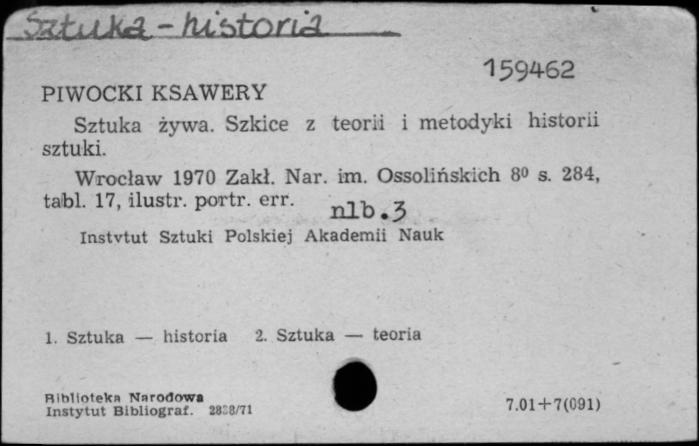 Sztuka - historia
159462
PIWOCKI KSAWERY
Sztuka żywa. Szkice z teorii i metodyki historii
sztuki.
Wrocław 1970 Zakł. Nar. im. Ossolińskich 8⁰ s. 284,
tabl. 17, ilustr. portr. err.
nlb.3
Instytut Sztuki Polskiej Akademii Nauk
1. Sztuka — historia 2. Sztuka — teoria
Biblioteka Narodowa
Instytut Bibliograf.
7.01+7(091)